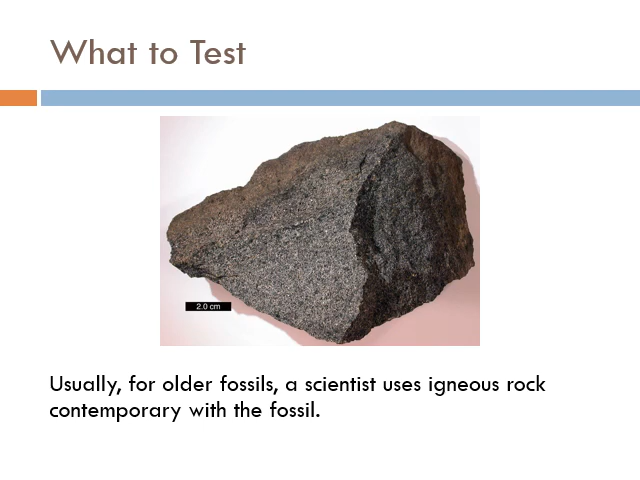 What to Test
2.0 cm
Usually, for older fossils, a scientist uses igneous rock
contemporary with the fossil.